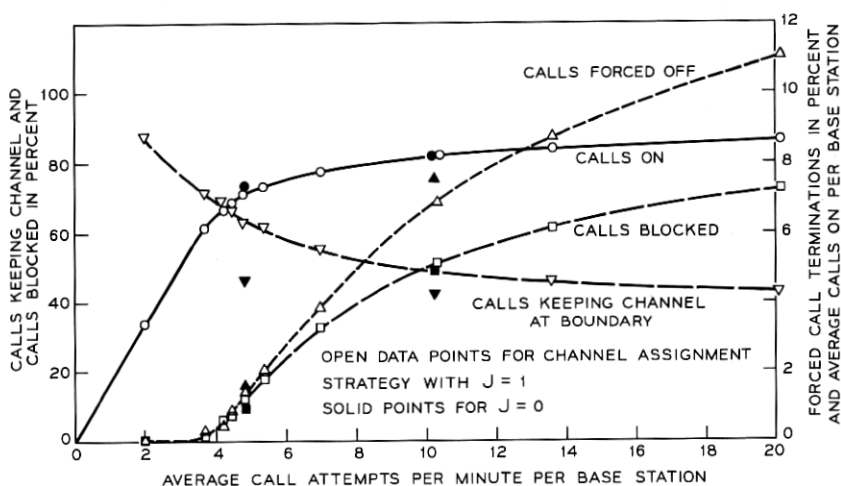 CALLS KEEPING CHANNEL AND
CALLS BLOCKED IN PERCENT
100
80
60
40
20
0
12
10
8
6
4
2
0
CALLS FORCED OFF
CALLS ON
CALLS BLOCKED
CALLS KEEPING CHANNEL
AT BOUNDARY
OPEN DATA POINTS FOR CHANNEL ASSIGNMENT
STRATEGY WITH J = 1
SOLID POINTS FOR J = 0
0 2 4 6 8 10 12 14 16 18 20
AVERAGE CALL ATTEMPTS PER MINUTE PER BASE STATION
FORCED CALL TERMINATIONS IN PERCENT
AND AVERAGE CALLS ON PER BASE STATION